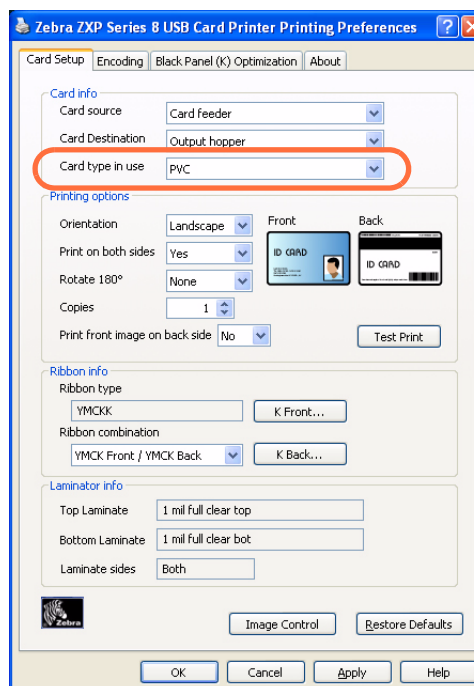 Zebra ZXP Series 8 USB Card Printer Printing Preferences
Card Setup Encoding Black Panel (K) Optimization About
Card info
Card source Card feeder
Card Destination Output hopper
Card type in use PVC
Printing options
Orientation Landscape Front Back
Print on both sides Yes
ID CARD ID CARD
Rotate 180° None
Copies 1
Print front image on back side No Test Print
Ribbon info
Ribbon type
YMCKK K Front...
Ribbon combination
YMCK Front / YMCK Back K Back...
Laminator info
Top Laminate 1 mil full clear top
Bottom Laminate 1 mil full clear bot
Laminate sides Both
Zebra
Image Control Restore Defaults
OK Cancel Apply Help